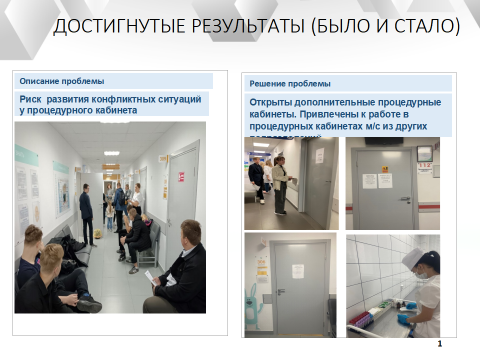 ДОСТИГНУТЫЕ РЕЗУЛЬТАТЫ (БЫЛО И СТАЛО)
Описание проблемы
Риск развития конфликтных ситуаций
у процедурного кабинета
Решение проблемы
Открыты дополнительные процедурные
кабинеты. Привлечены к работе в
процедурных кабинетах м/с из других
1